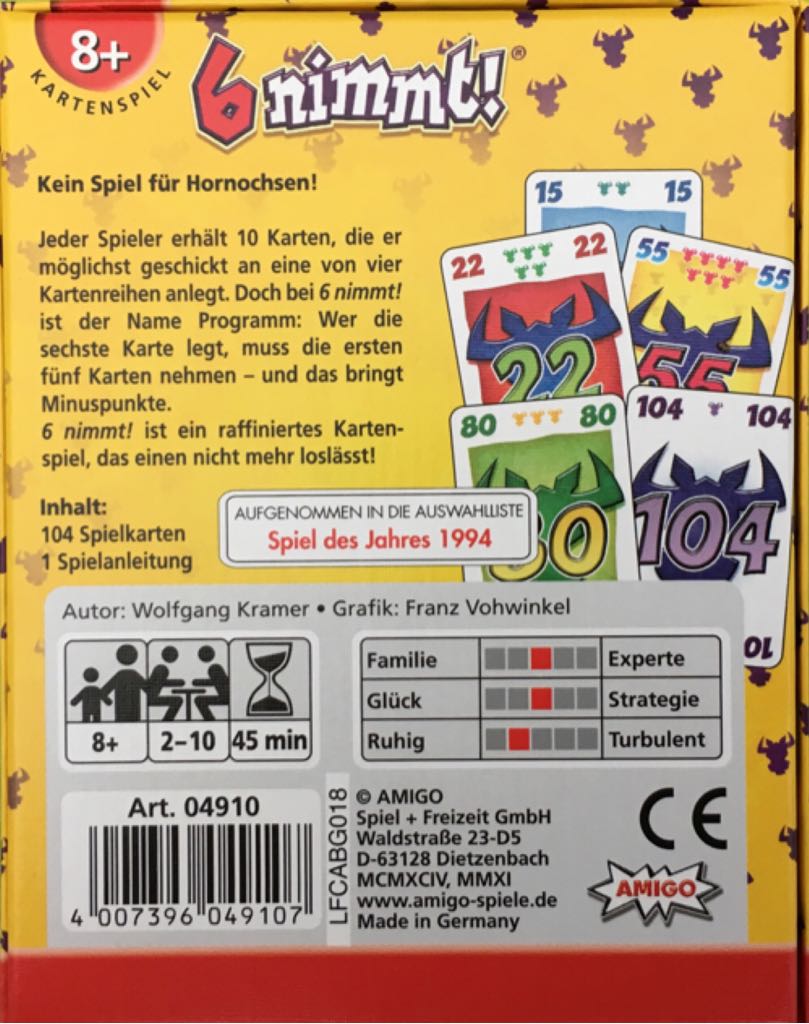 8+
KARTENSPIEL
6 nimmt!®
Kein Spiel für Hornochsen!
Jeder Spieler erhält 10 Karten, die er
möglichst geschickt an eine von vier
Kartenreihen anlegt. Doch bei 6 nimmt!
ist der Name Programm: Wer die
sechste Karte legt, muss die ersten
fünf Karten nehmen – und das bringt
Minuspunkte.
6 nimmt! ist ein raffiniertes Karten-
spiel, das einen nicht mehr loslässt!
15 15
22 22
22
55 55
55
80 80
80
104 104
104
104
Inhalt:
104 Spielkarten
1 Spielanleitung
AUFGENOMMEN IN DIE AUSWAHLLISTE
Spiel des Jahres 1994
Autor: Wolfgang Kramer • Grafik: Franz Vohwinkel
8+ 2–10 45 min
Familie Experte
Glück Strategie
Ruhig Turbulent
Art. 04910
4 007396 049107
LFCABG018
© AMIGO
Spiel + Freizeit GmbH
Waldstraße 23-D5
D-63128 Dietzenbach
MCMXCIV, MMXI
www.amigo-spiele.de
Made in Germany
CE
AMIGO